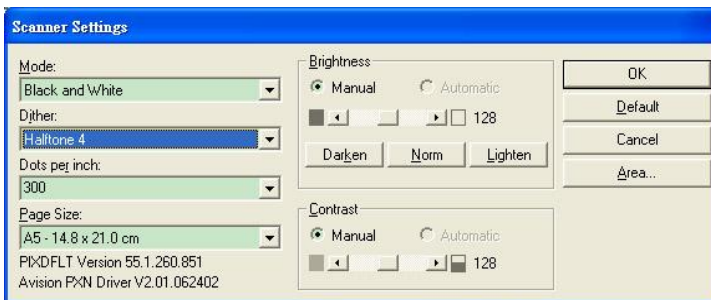 Scanner Settings
Mode:
Black and White
Dither:
Halftone 4
Dots per inch:
300
Page Size:
A5 - 14.8 x 21.0 cm
PIXDFLT Version 55.1.260.851
Avision PXN Driver V2.01.062402
Brightness
Manual
Automatic
128
Darken
Norm
Lighten
Contrast
Manual
Automatic
128
OK
Default
Cancel
Area...